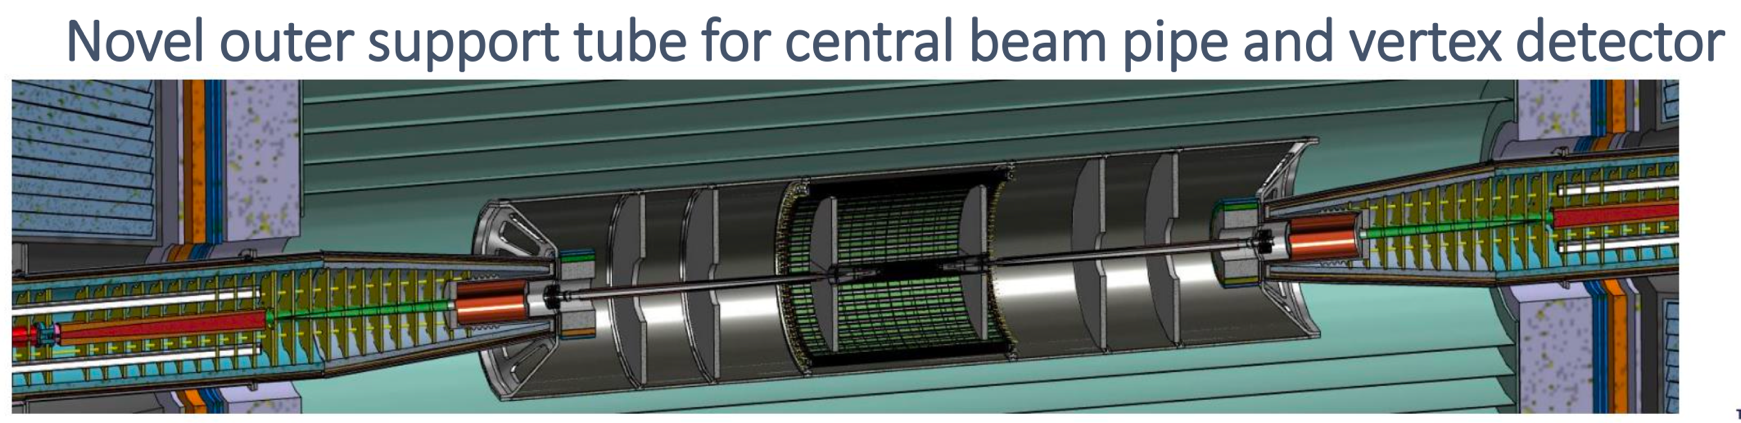 Novel outer support tube for central beam pipe and vertex detector